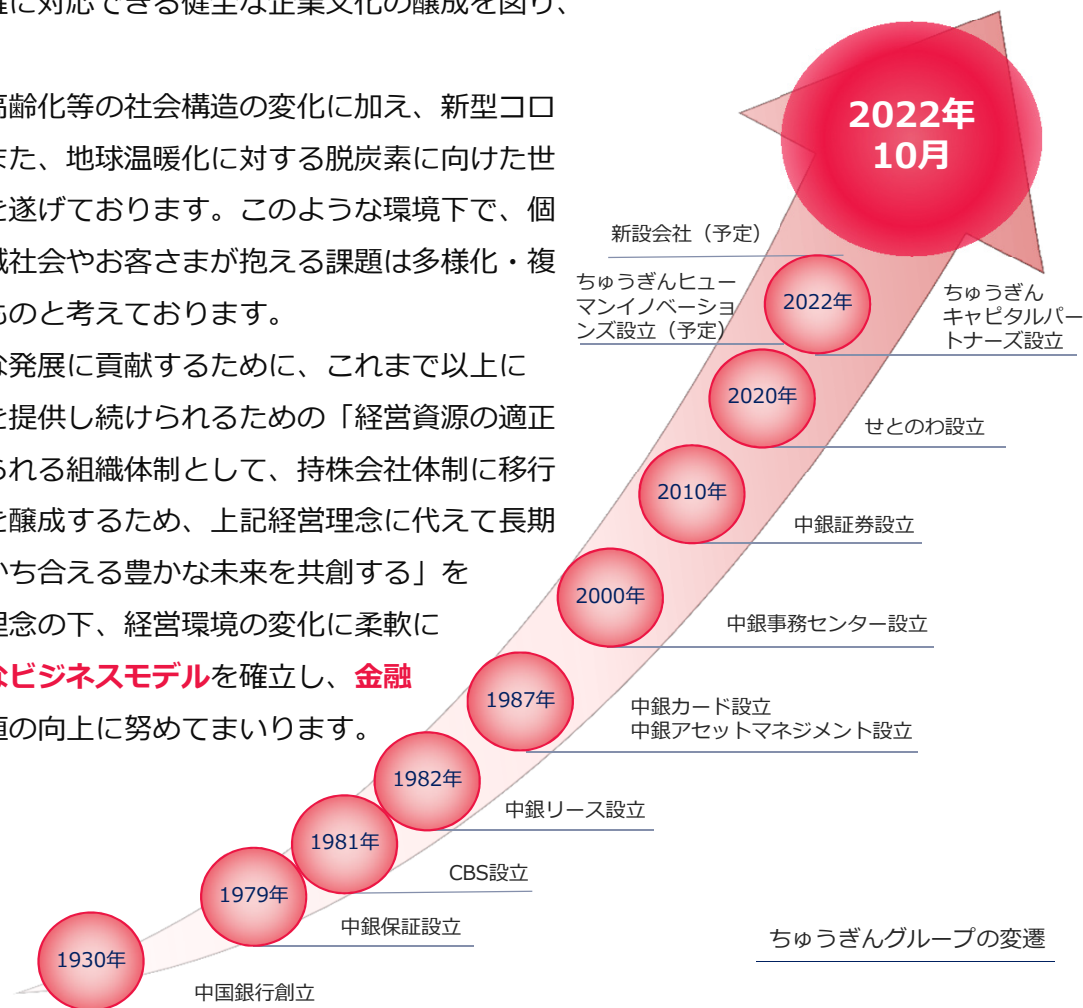 確に対応できる健全な企業文化の醸成を図り、
高齢化等の社会構造の変化に加え、新型コロ
また、地球温暖化に対する脱炭素に向けた世
を遂げております。このような環境下で、個
域社会やお客さまが抱える課題は多様化・複
ものと考えております。
な発展に貢献するために、これまで以上に
を提供し続けられるための「経営資源の適正
られる組織体制として、持株会社体制に移行
を醸成するため、上記経営理念に代えて長期
かち合える豊かな未来を共創する」を
理念の下、経営環境の変化に柔軟に
なビジネスモデルを確立し、金融
値の向上に努めてまいります。
2022年
10月
新設会社（予定）
ちゅうぎんヒュー
マンイノベーショ
ンズ設立（予定）
2022年
ちゅうぎん
キャピタルパー
トナーズ設立
2020年
せとのわ設立
2010年
中銀証券設立
2000年
中銀事務センター設立
1987年
中銀カード設立
中銀アセットマネジメント設立
1982年
中銀リース設立
1981年
CBS設立
1979年
中銀保証設立
1930年
中国銀行創立
ちゅうぎんグループの変遷